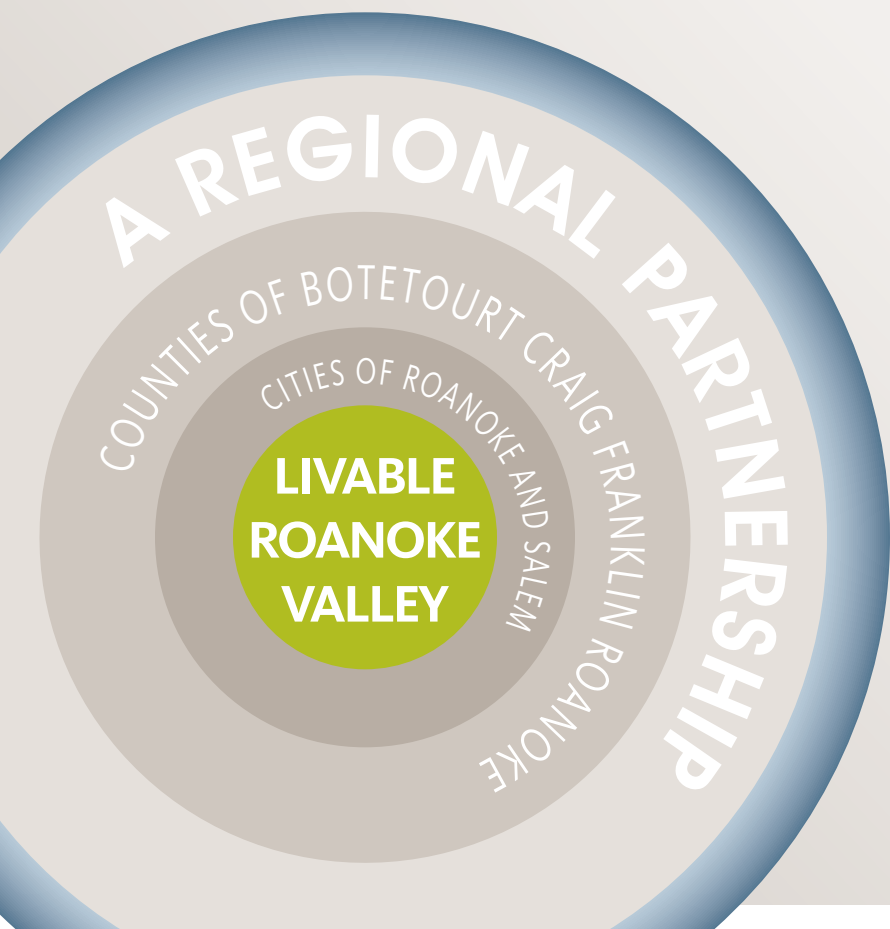 A REGIONAL PARTNERSHIP
COUNTIES OF BOTETOURT CRAIG FRANKLIN ROANOKE
CITIES OF ROANOKE AND SALEM
LIVABLE
ROANOKE
VALLEY